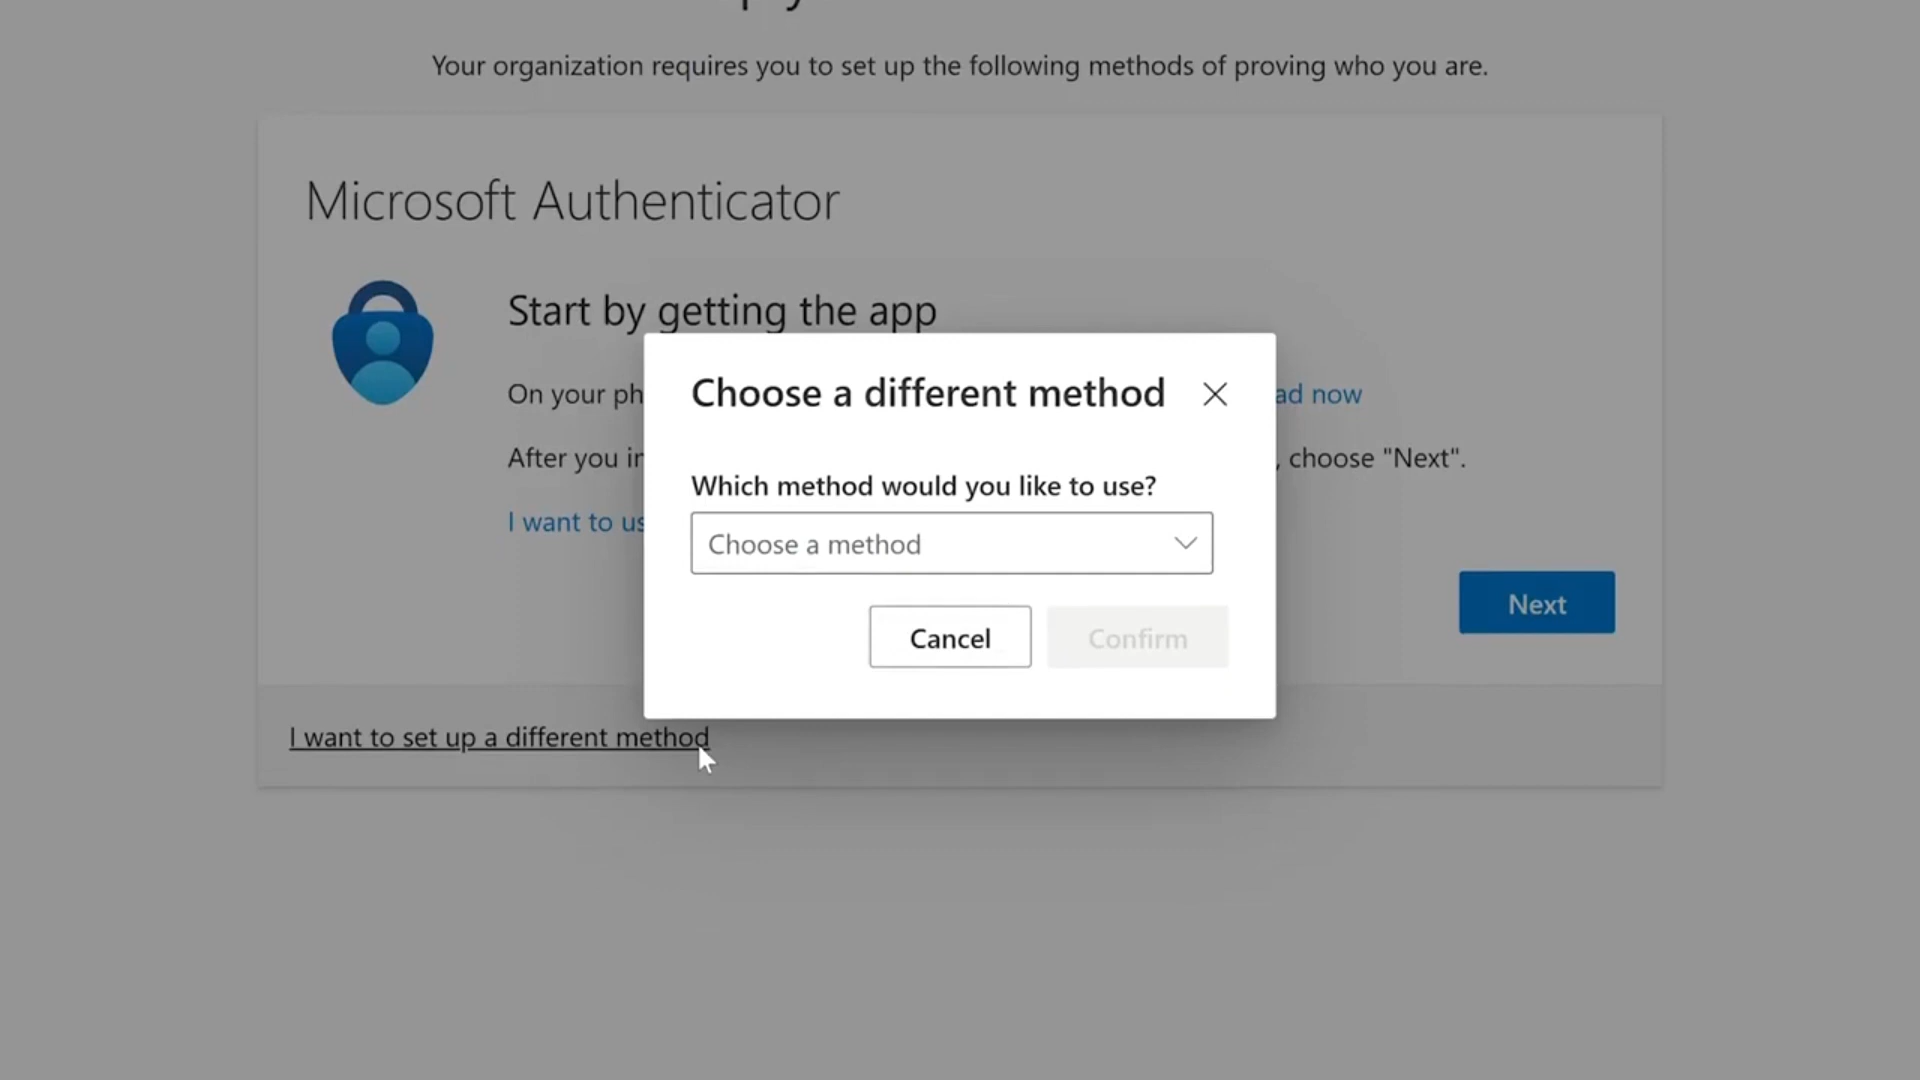 Your organization requires you to set up the following methods of proving who you are.
Microsoft Authenticator
Start by getting the app
On your ph
ad now
Choose a different method
After you in
, choose "Next".
Which method would you like to use?
I want to us
Choose a method
Next
Cancel
Confirm
I want to set up a different method